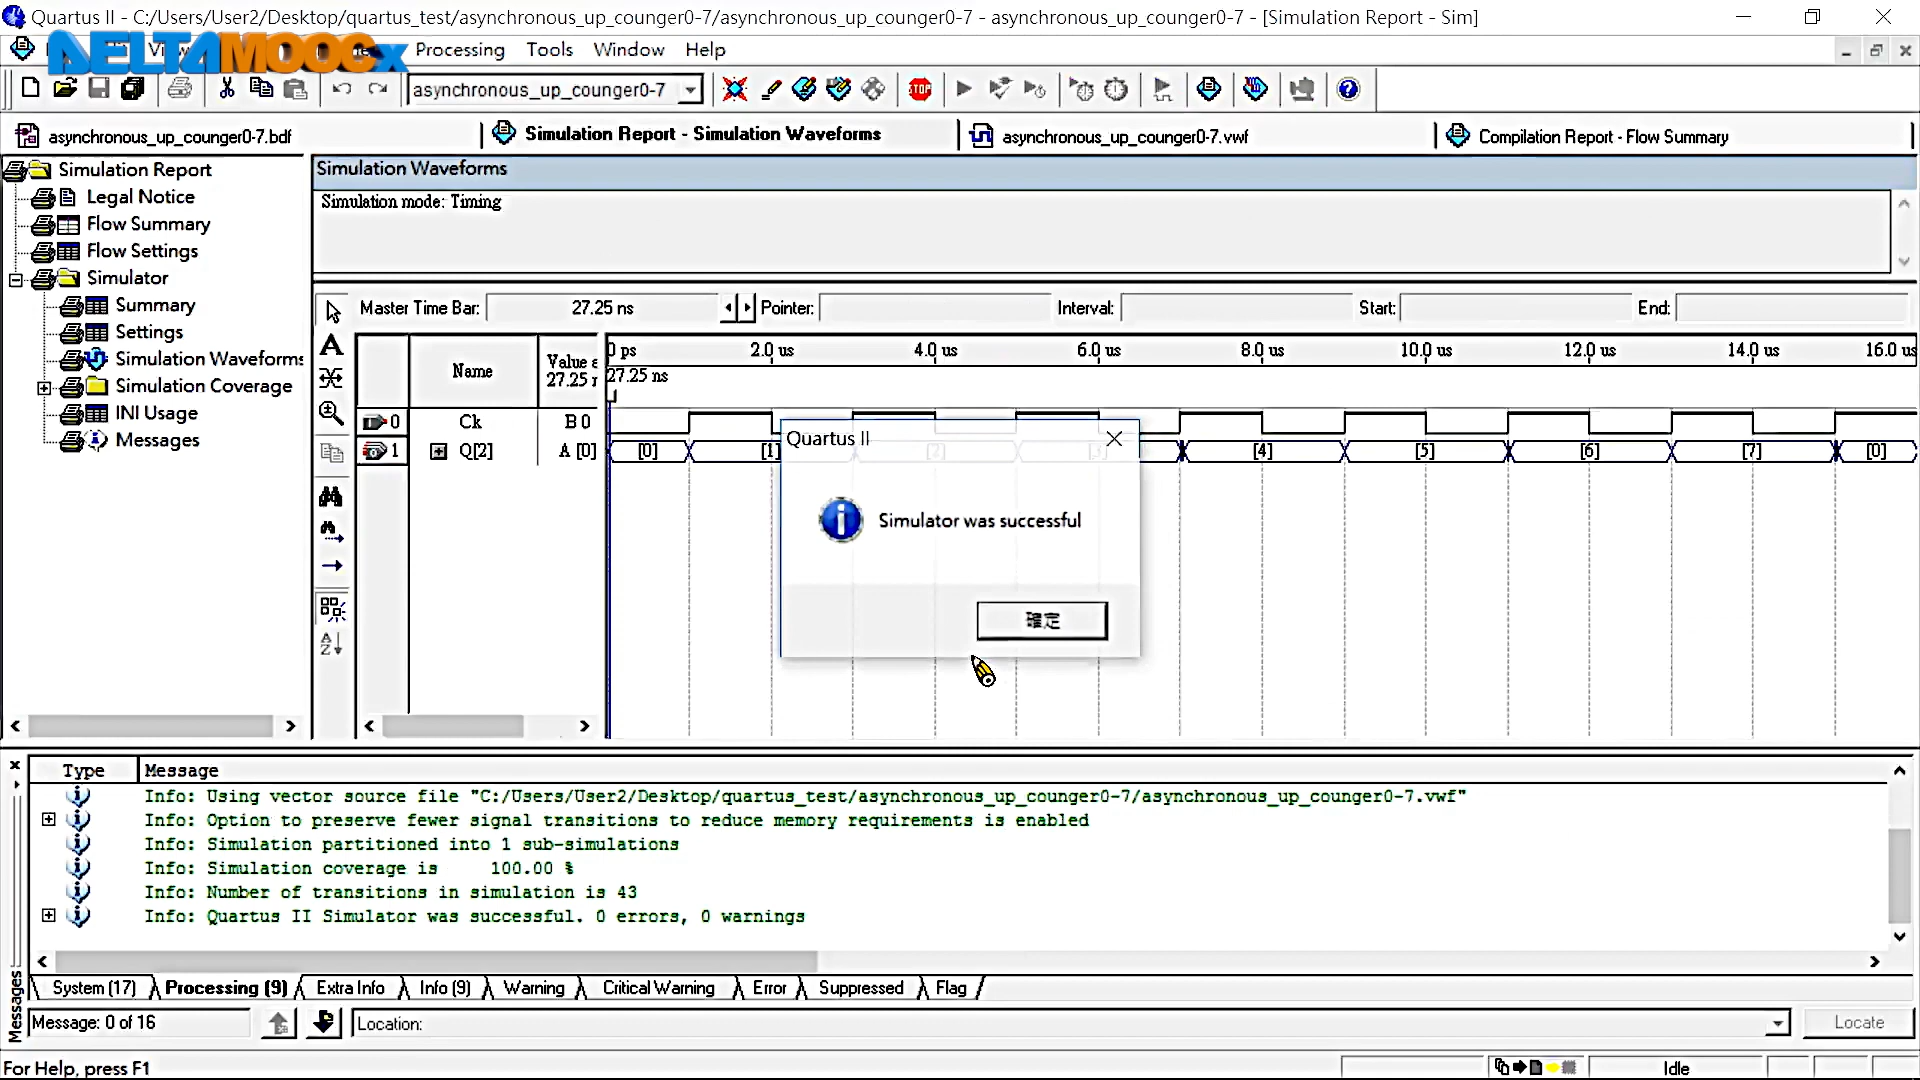 Quartus II - C:/Users/User2/Desktop/quartus_test/asynchronous_up_counger0-7/asynchronous_up_counger0-7 - asynchronous_up_counger0-7 - [Simulation Report - Sim]
DELTAMOOCx
Processing Tools Window Help
asynchronous_up_counger0-7
STOP
asynchronous_up_counger0-7.bdf
Simulation Report - Simulation Waveforms
asynchronous_up_counger0-7.vwf
Compilation Report - Flow Summary
Simulation Report
Legal Notice
Flow Summary
Flow Settings
Simulator
Summary
Settings
Simulation Waveforms
Simulation Coverage
INI Usage
Messages
Simulation Waveforms
Simulation mode: Timing
Master Time Bar: 27.25 ns Pointer: Interval: Start: End:
Name
Value a
27.25 n
0 ps 2.0 us 4.0 us 6.0 us 8.0 us 10.0 us 12.0 us 14.0 us 16.0 us
27.25 ns
0 Ck B 0
1 Q[2] A [0] [0] [1] [2] [3] [4] [5] [6] [7] [0]
Quartus II
Simulator was successful
確定
Type Message
Info: Using vector source file "C:/Users/User2/Desktop/quartus_test/asynchronous_up_counger0-7/asynchronous_up_counger0-7.vwf"
Info: Option to preserve fewer signal transitions to reduce memory requirements is enabled
Info: Simulation partitioned into 1 sub-simulations
Info: Simulation coverage is 100.00 %
Info: Number of transitions in simulation is 43
Info: Quartus II Simulator was successful. 0 errors, 0 warnings
System (17) Processing (9) Extra Info Info (9) Warning Critical Warning Error Suppressed Flag
Messages
Message: 0 of 16
Location:
Locate
For Help, press F1
Idle